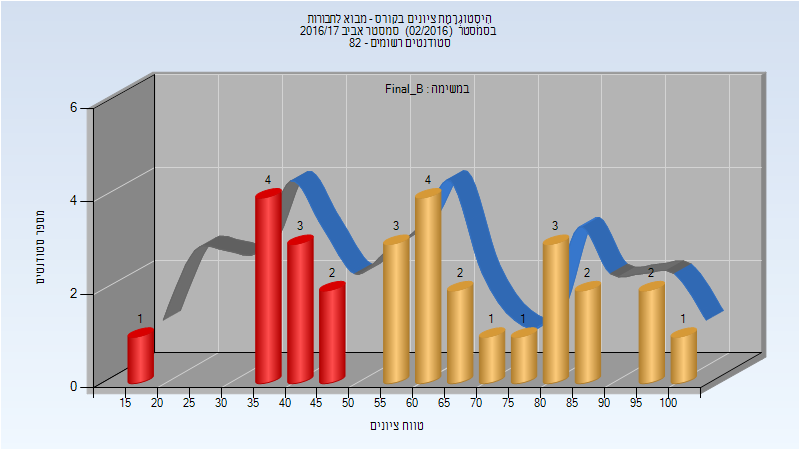 היסטוגרמת ציונים בקורס - מבוא לחבורות
בסמסטר (02/2016) סמסטר אביב 2016/17
סטודנטים רשומים - 82
במשימה : Final_B
מספר סטודנטים
6
4
2
0
1
4
3
2
3
4
2
1
1
3
2
2
1
15 20 25 30 35 40 45 50 55 60 65 70 75 80 85 90 95 100
טווח ציונים